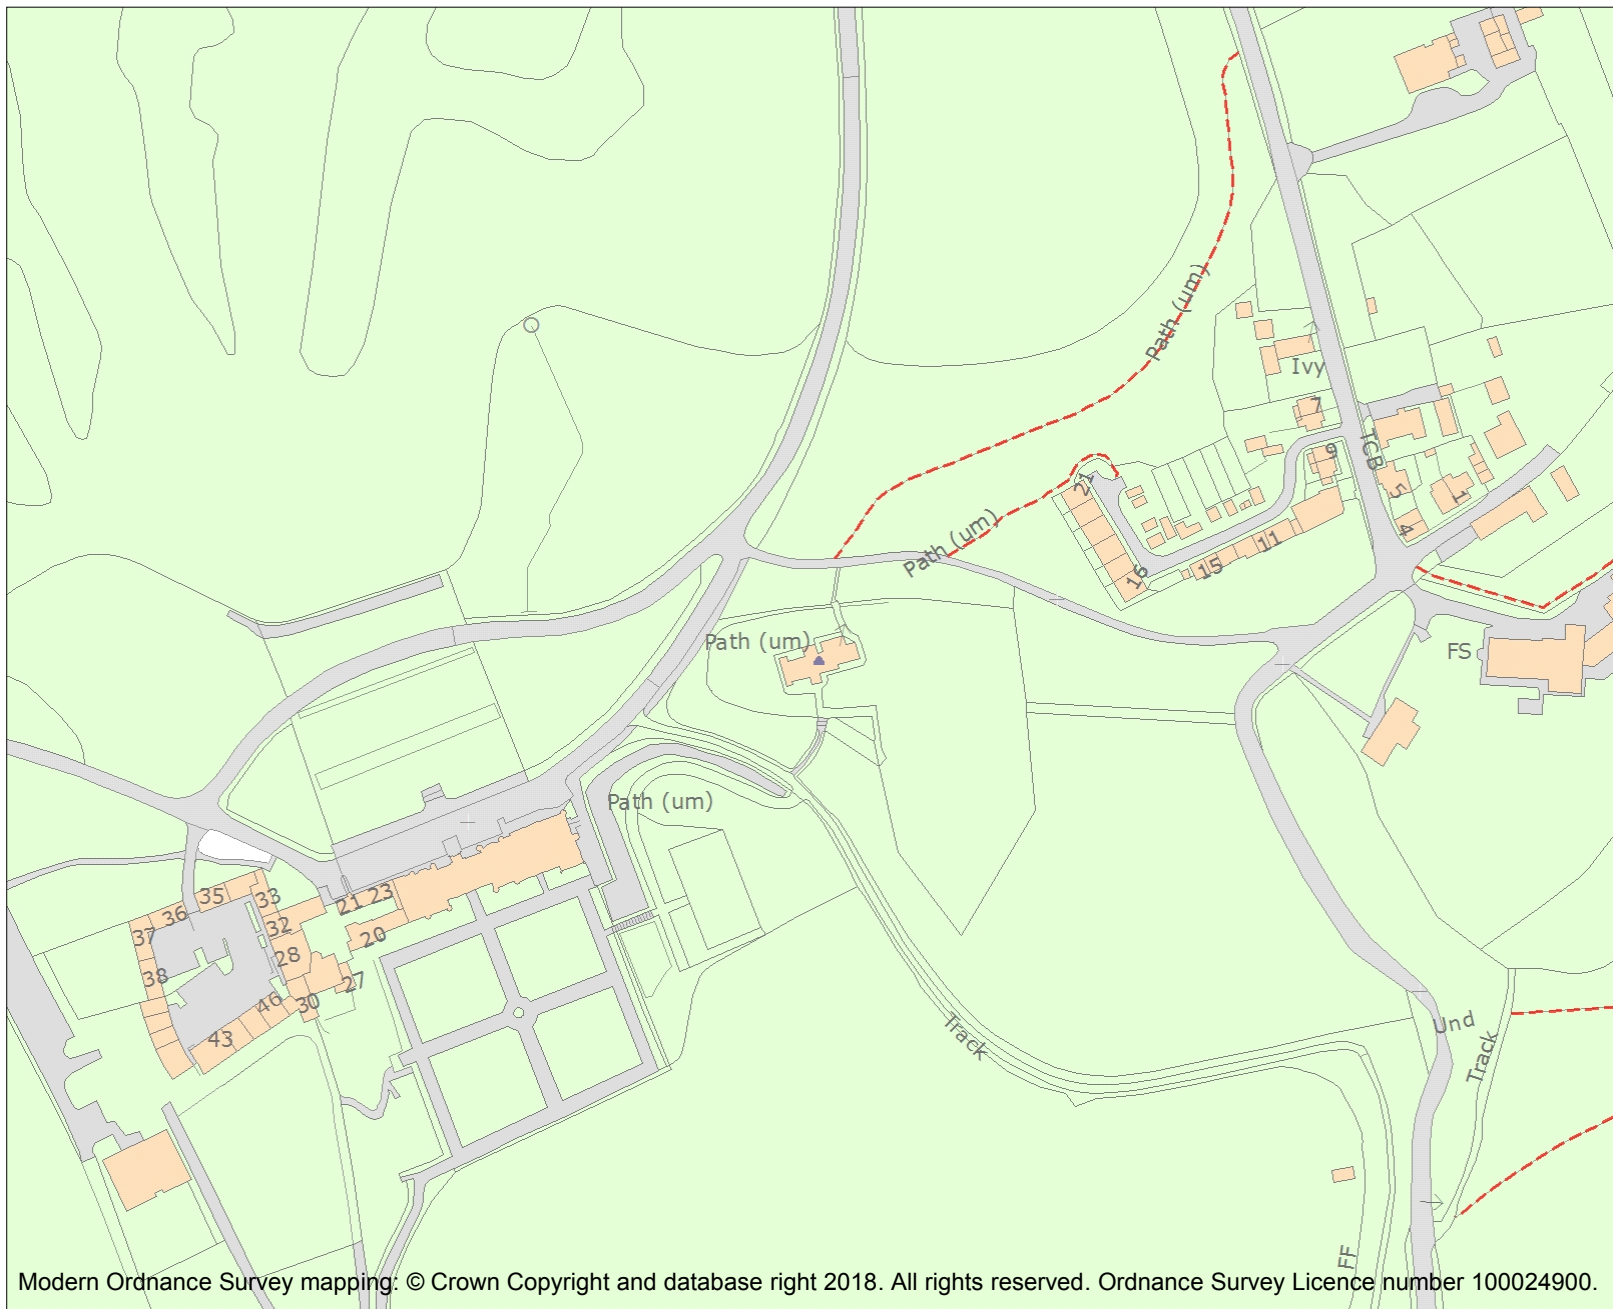 Path (um)
Ivy
7
TCB
9
21
5
1
4
Path (um)
11
15
16
Path (um)
FS
Path (um)
35
33
21
23
36
32
37
20
28
38
27
46
30
43
Track
Und
Track
FF
Modern Ordnance Survey mapping: © Crown Copyright and database right 2018. All rights reserved. Ordnance Survey Licence number 100024900.